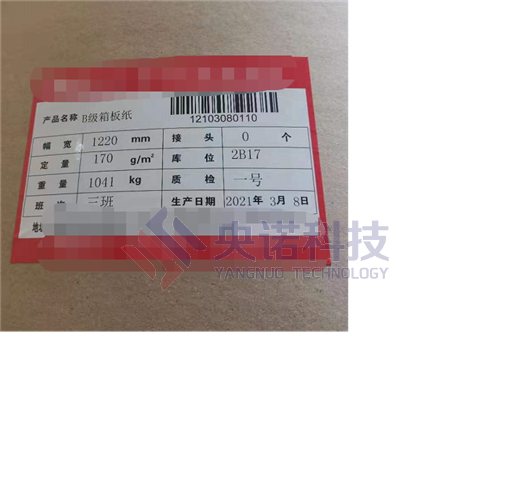 产品名称 B级箱板纸
12103080110
幅宽 1220 mm 接头 0 个
定量 170 g/m² 库位 2B17
重量 1041 kg 质检 一号
班 三班 生产日期 2021年 3月 8日
地
央诺科技
YANGNUO TECHNOLOGY